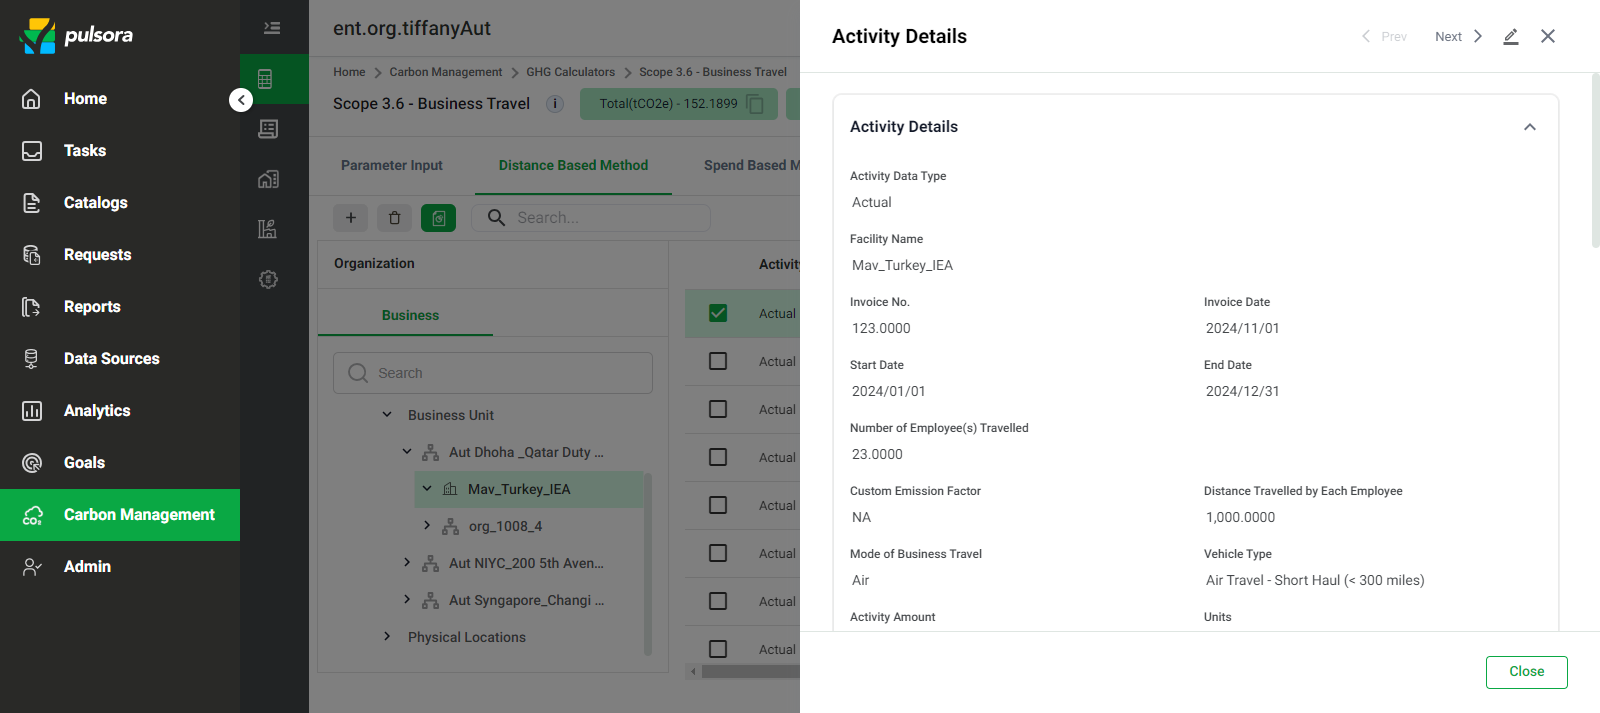 pulsora
Home
Tasks
Catalogs
Requests
Reports
Data Sources
Analytics
Goals
Carbon Management
Admin
ent.org.tiffanyAut
Home > Carbon Management > GHG Calculators > Scope 3.6 - Business Travel
Scope 3.6 - Business Travel i Total(tCO2e) - 152.1899
Parameter Input Distance Based Method Spend Based M
Search...
Organization
Business
Search
Business Unit
Aut Dhoha _Qatar Duty ...
Mav_Turkey_IEA
org_1008_4
Aut NIYC_200 5th Aven...
Aut Syngapore_Changi ...
Physical Locations
Activity
Actual
Actual
Actual
Actual
Actual
Actual
Actual
Actual
Activity Details
Prev Next
Activity Details
Activity Data Type
Actual
Facility Name
Mav_Turkey_IEA
Invoice No. Invoice Date
123.0000 2024/11/01
Start Date End Date
2024/01/01 2024/12/31
Number of Employee(s) Travelled
23.0000
Custom Emission Factor Distance Travelled by Each Employee
NA 1,000.0000
Mode of Business Travel Vehicle Type
Air Air Travel - Short Haul (< 300 miles)
Activity Amount Units
Close